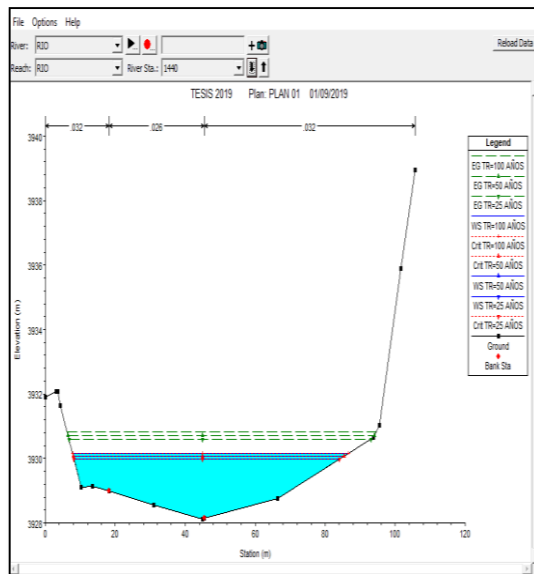 File Options Help
River: RIO
Reload Data
Reach: RIO River Sta.: 1440
TESIS 2019 Plan: PLAN 01 01/09/2019
.032 .026 .032
3940
3938
3936
3934
3932
3930
3928
Elevation (m)
0 20 40 60 80 100 120
Station (m)
Legend
EG TR=100 AÑOS
EG TR=50 AÑOS
EG TR=25 AÑOS
WS TR=100 AÑOS
Crit TR=100 AÑOS
Crit TR=50 AÑOS
WS TR=50 AÑOS
WS TR=25 AÑOS
Crit TR=25 AÑOS
Ground
Bank Sta